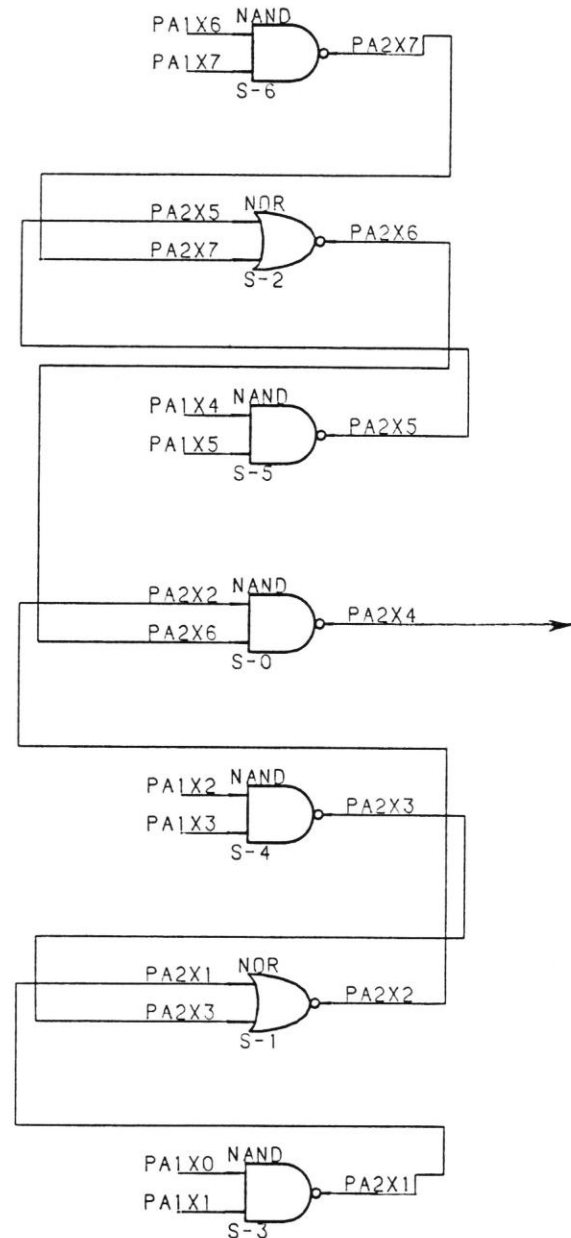 NAND
PA1X6
PA2X7
PA1X7
S-6
NOR
PA2X5
PA2X6
PA2X7
S-2
NAND
PA1X4
PA2X5
PA1X5
S-5
NAND
PA2X2
PA2X4
PA2X6
S-0
NAND
PA1X2
PA2X3
PA1X3
S-4
NOR
PA2X1
PA2X2
PA2X3
S-1
NAND
PA1X0
PA2X1
PA1X1
S-3